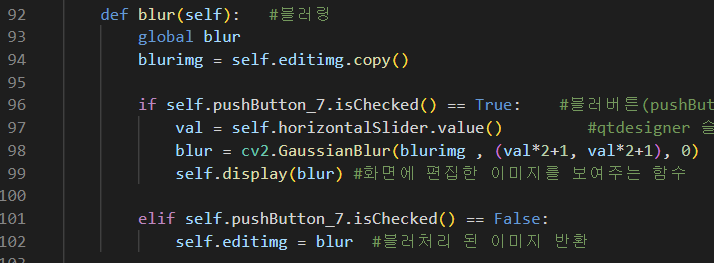 92 def blur(self): #블러링
93 global blur
94 blurimg = self.editimg.copy()
95
96 if self.pushButton_7.isChecked() == True: #블러버튼(pushBut
97 val = self.horizontalSlider.value() #qtdesigner 슬
98 blur = cv2.GaussianBlur(blurimg , (val*2+1, val*2+1), 0)
99 self.display(blur) #화면에 편집한 이미지를 보여주는 함수
100
101 elif self.pushButton_7.isChecked() == False:
102 self.editimg = blur #블러처리 된 이미지 반환